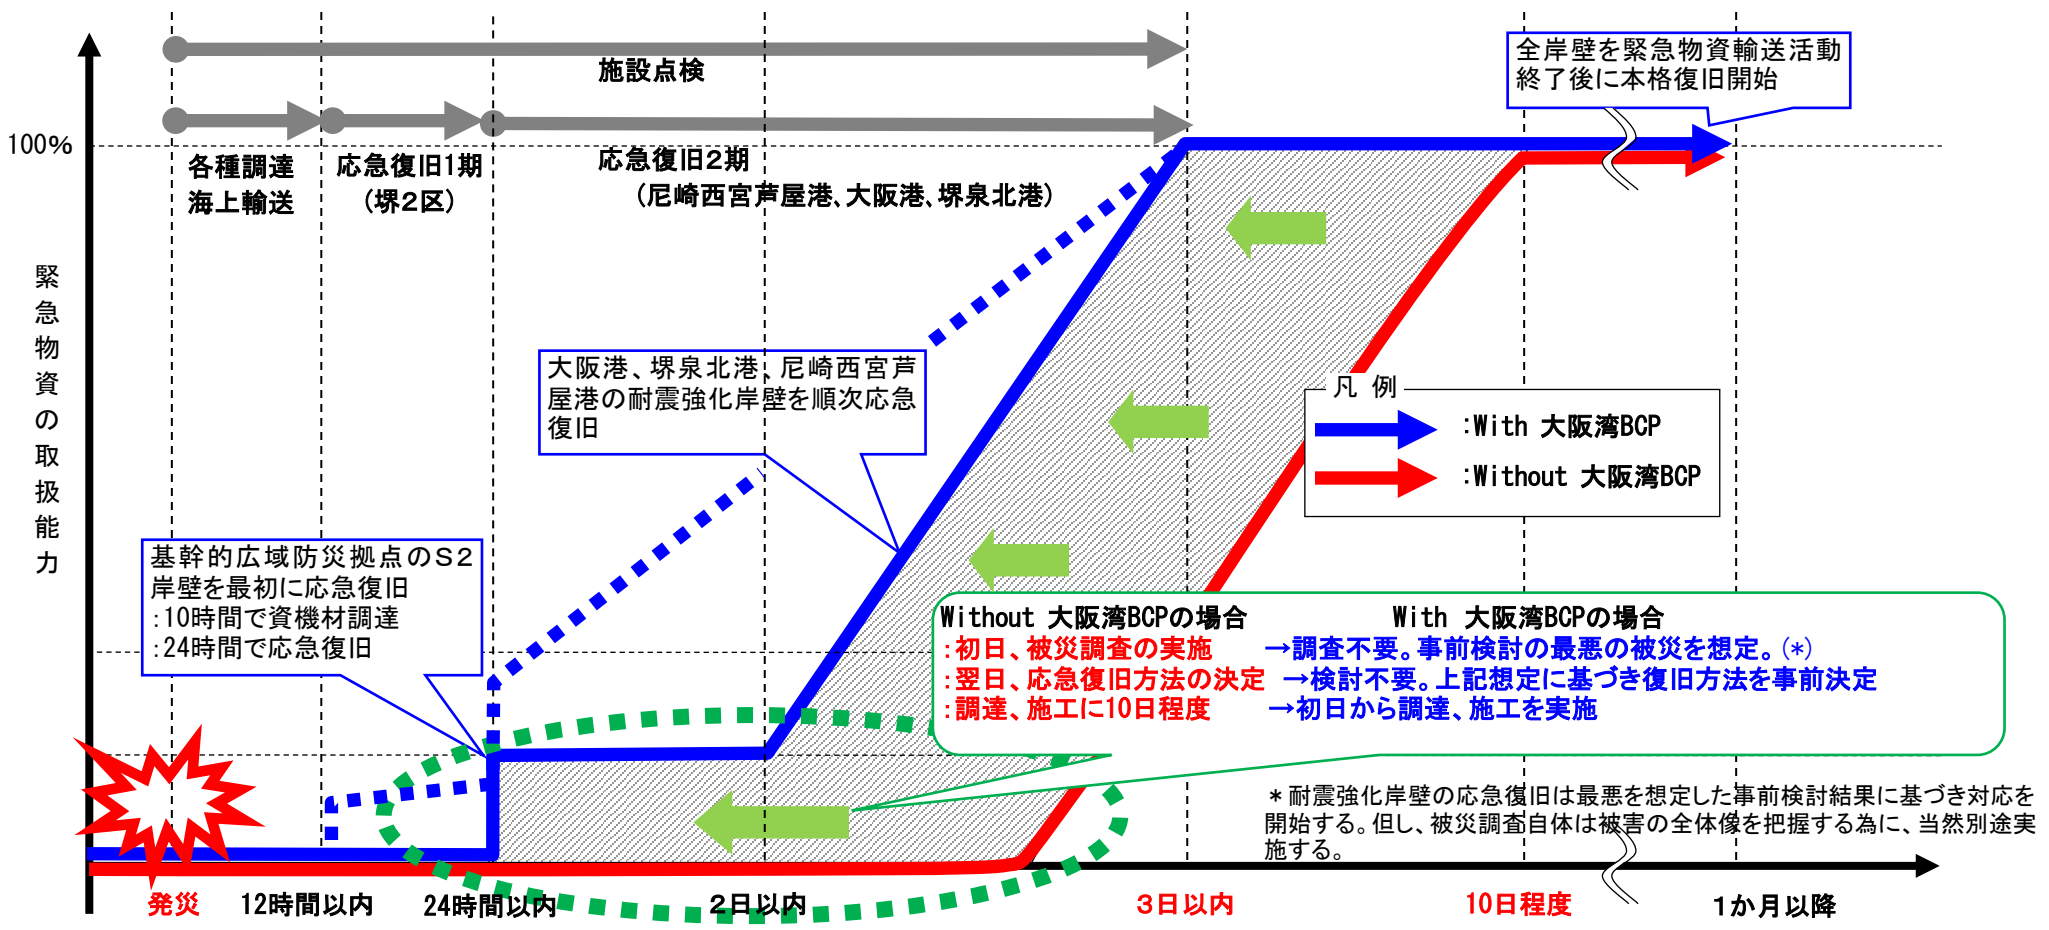 施設点検
全岸壁を緊急物資輸送活動
終了後に本格復旧開始
100%
各種調達
海上輸送
応急復旧1期
(堺2区)
応急復旧2期
(尼崎西宮芦屋港、大阪港、堺泉北港)
緊急物資の取扱能力
大阪港、堺泉北港、尼崎西宮芦
屋港の耐震強化岸壁を順次応急
復旧
凡 例
:With 大阪湾BCP
:Without 大阪湾BCP
基幹的広域防災拠点のS2
岸壁を最初に応急復旧
:10時間で資機材調達
:24時間で応急復旧
Without 大阪湾BCPの場合 With 大阪湾BCPの場合
:初日、被災調査の実施 →調査不要。事前検討の最悪の被災を想定。(*)
:翌日、応急復旧方法の決定 →検討不要。上記想定に基づき復旧方法を事前決定
:調達、施工に10日程度 →初日から調達、施工を実施
*耐震強化岸壁の応急復旧は最悪を想定した事前検討結果に基づき対応を
開始する。但し、被災調査自体は被害の全体像を把握する為に、当然別途実
施する。
発災 12時間以内 24時間以内 2日以内 3日以内 10日程度 1か月以降